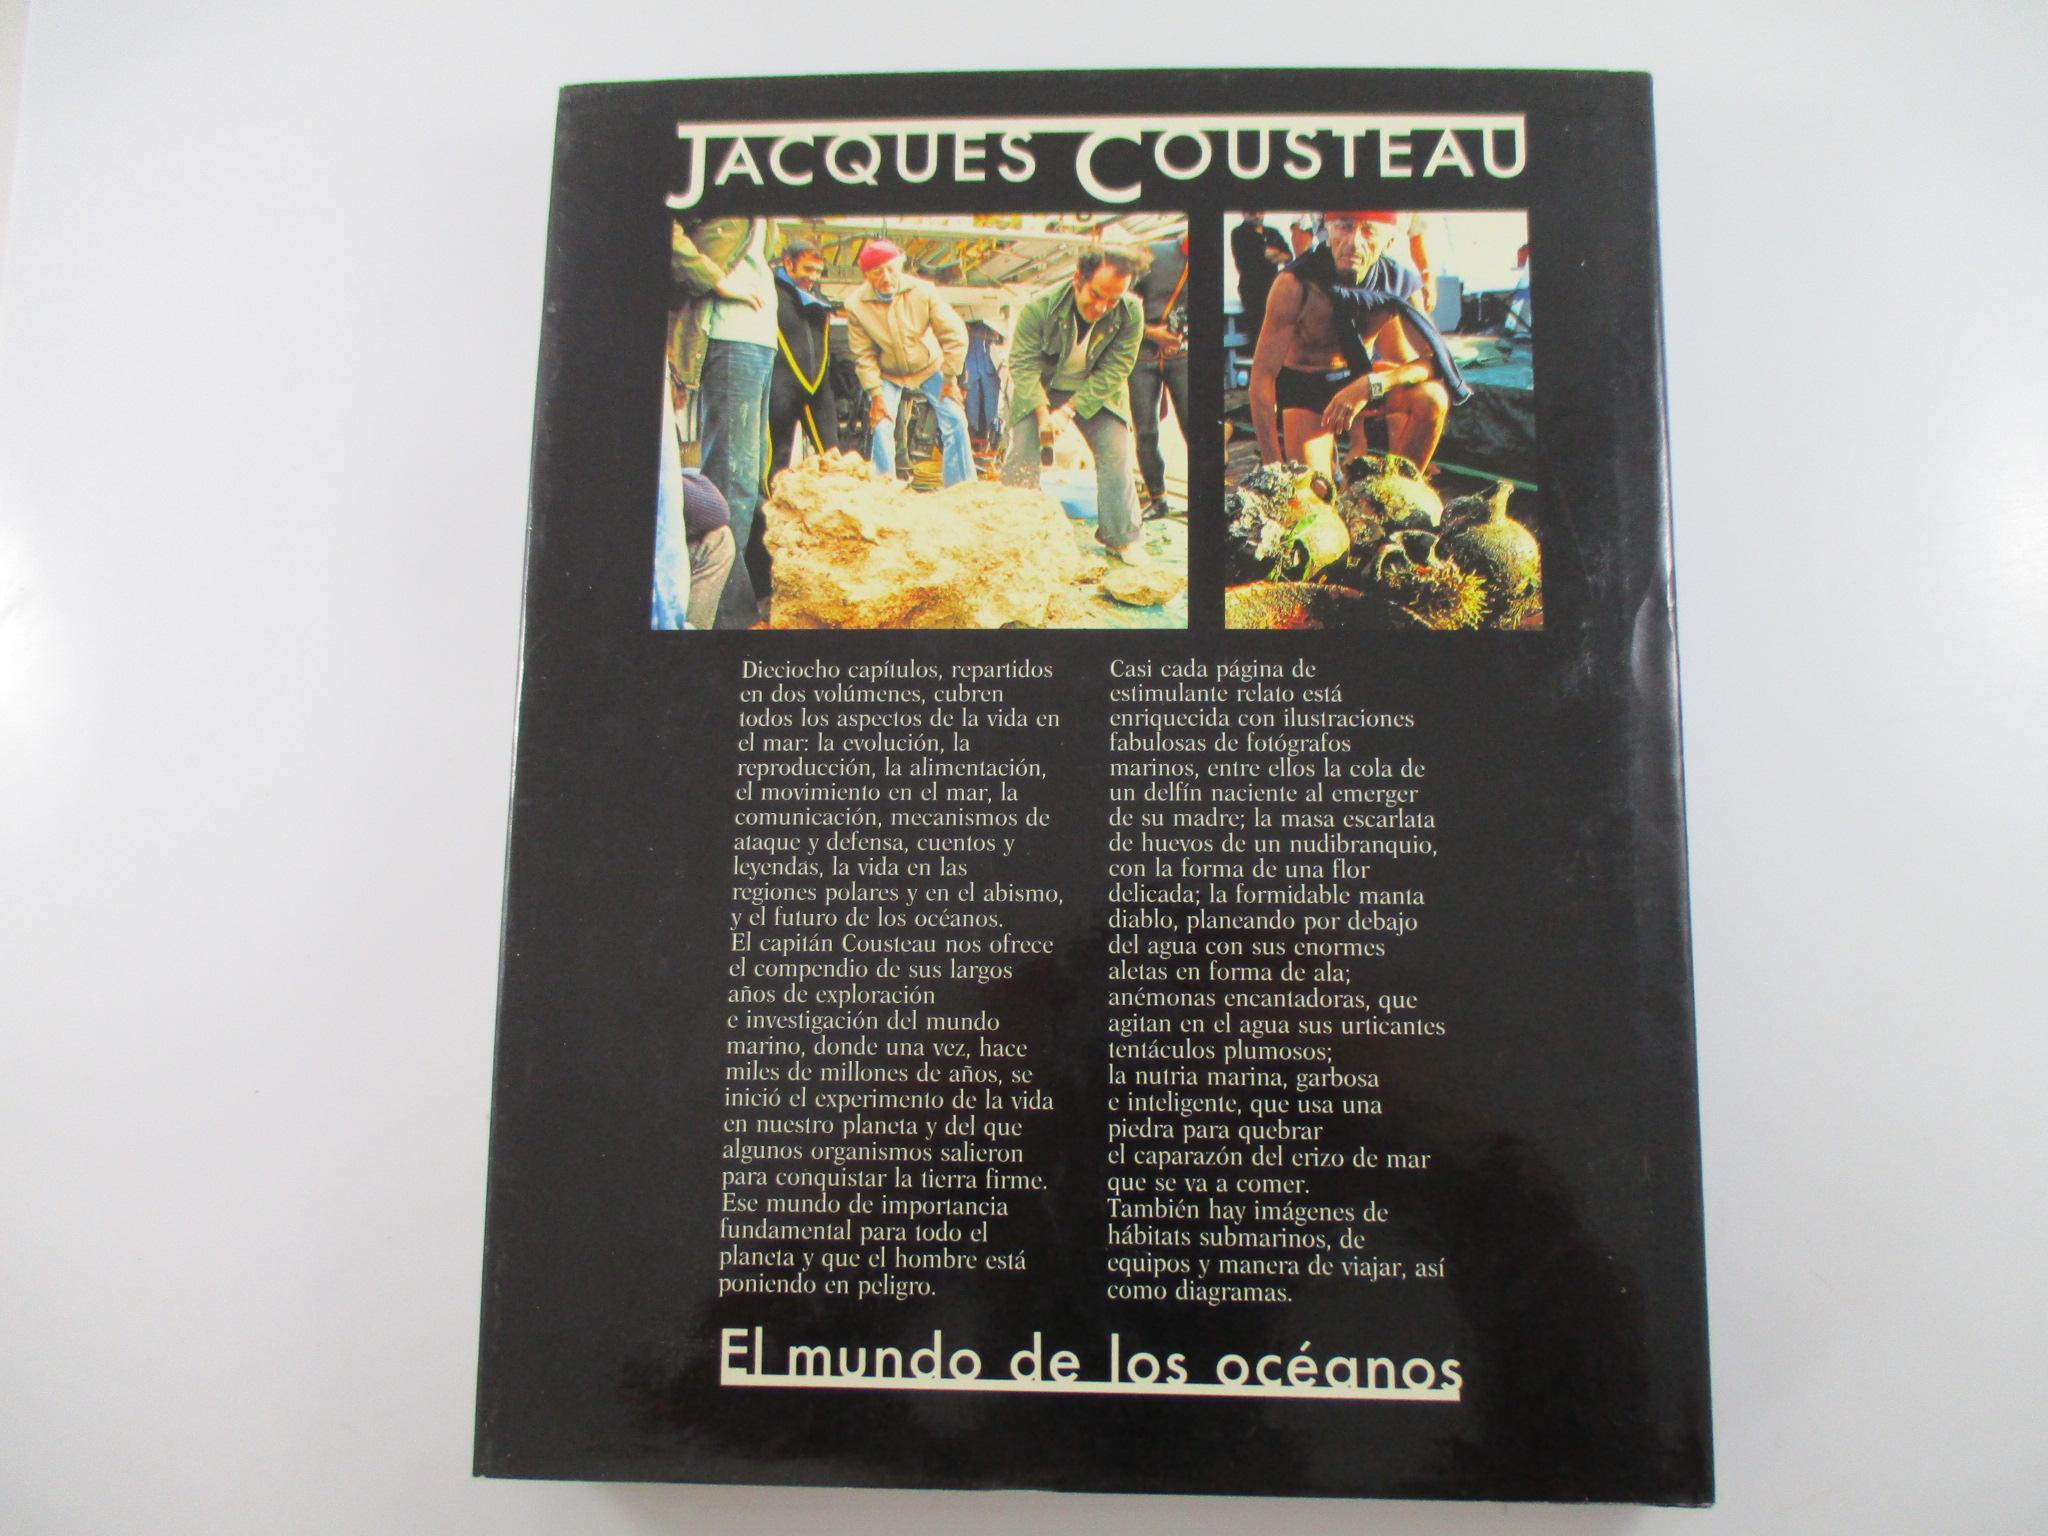 JACQUES COUSTEAU
Dieciocho capítulos, repartidos
en dos volúmenes, cubren
todos los aspectos de la vida en
el mar: la evolución, la
reproducción, la alimentación,
el movimiento en el mar, la
comunicación, mecanismos de
ataque y defensa, cuentos y
leyendas, la vida en las
regiones polares y en el abismo,
y el futuro de los océanos.
El capitán Cousteau nos ofrece
el compendio de sus largos
años de exploración
e investigación del mundo
marino, donde una vez, hace
miles de millones de años, se
inició el experimento de la vida
en nuestro planeta y del que
algunos organismos salieron
para conquistar la tierra firme.
Ese mundo de importancia
fundamental para todo el
planeta y que el hombre está
poniendo en peligro.
Casi cada página de
estimulante relato está
enriquecida con ilustraciones
fabulosas de fotógrafos
marinos, entre ellos la cola de
un delfín naciente al emerger
de su madre; la masa escarlata
de huevos de un nudibranquio,
con la forma de una flor
delicada; la formidable manta
diablo, planeando por debajo
del agua con sus enormes
aletas en forma de ala;
anémonas encantadoras, que
agitan en el agua sus urticantes
tentáculos plumosos;
la nutria marina, garbosa
e inteligente, que usa una
piedra para quebrar
el caparazón del erizo de mar
que se va a comer.
También hay imágenes de
hábitats submarinos, de
equipos y manera de viajar, así
como diagramas.
El mundo de los océanos